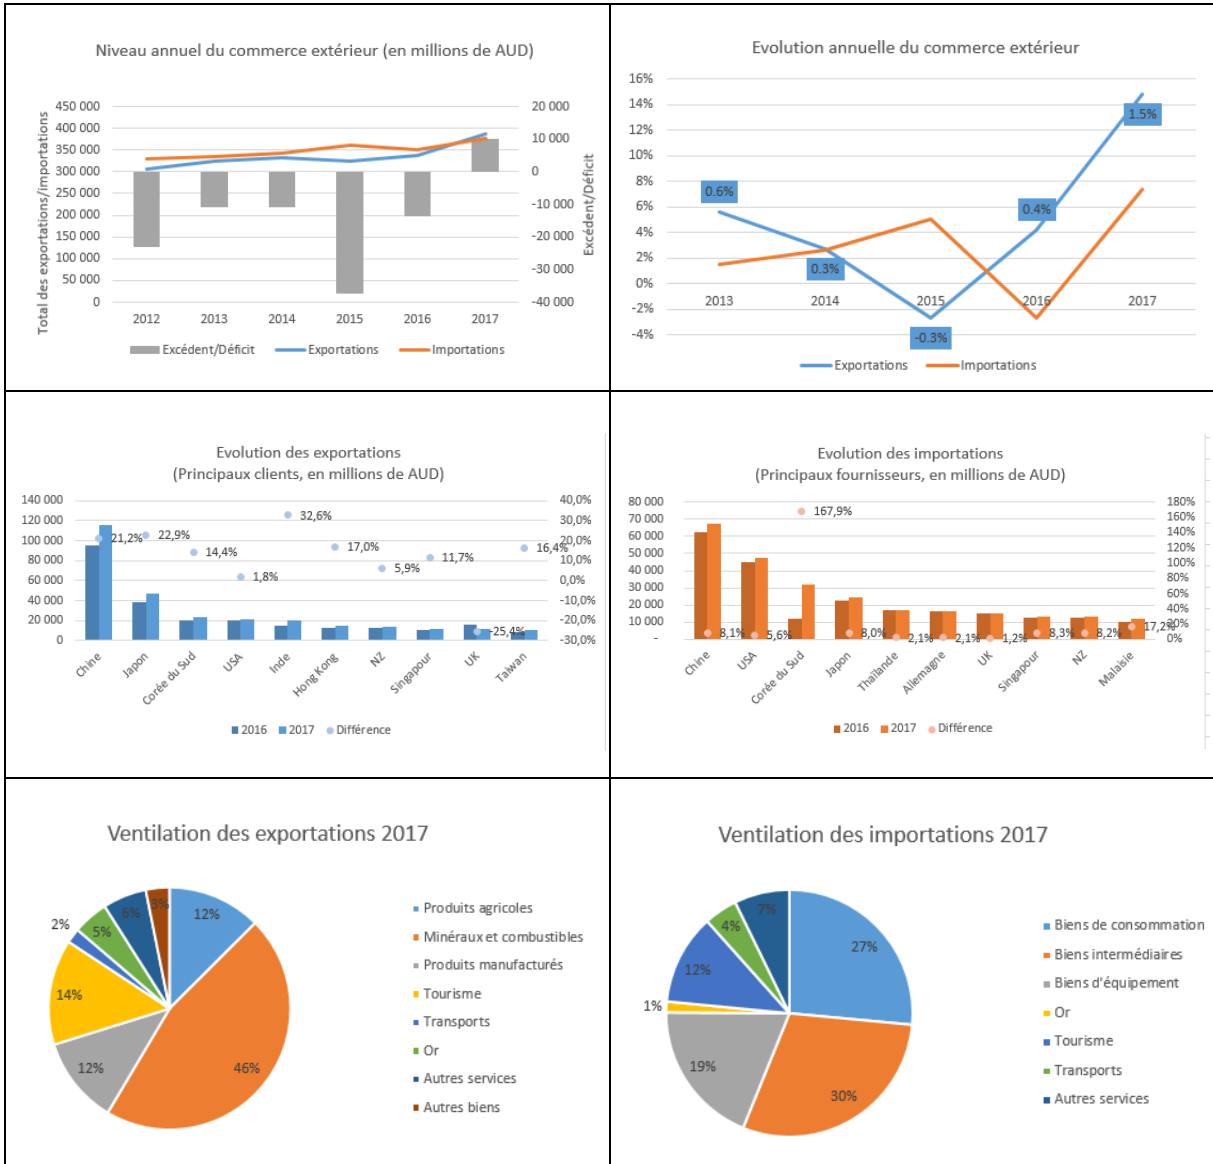 Niveau annuel du commerce extérieur (en millions de AUD)
Total des exportations/importations
450 000
400 000
350 000
300 000
250 000
200 000
150 000
100 000
50 000
0
20 000
10 000
0
-10 000
-20 000
-30 000
-40 000
Excédent/Déficit
2012 2013 2014 2015 2016 2017
Excédent/Déficit Exportations Importations
Evolution annuelle du commerce extérieur
16%
14%
12%
10%
8%
6%
4%
2%
0%
-2%
-4%
0.6%
0.3%
-0.3%
0.4%
1.5%
2013 2014 2015 2016 2017
Exportations Importations
Evolution des exportations
(Principaux clients, en millions de AUD)
140 000
120 000
100 000
80 000
60 000
40 000
20 000
0
40,0%
30,0%
20,0%
10,0%
0,0%
-10,0%
-20,0%
-30,0%
21,2%
22,9%
14,4%
1,8%
32,6%
17,0%
5,9%
11,7%
-25,4%
16,4%
Chine
Japon
Corée du Sud
USA
Inde
Hong Kong
NZ
Singapour
UK
Taiwan
2016 2017 Différence
Evolution des importations
(Principaux fournisseurs, en millions de AUD)
80 000
70 000
60 000
50 000
40 000
30 000
20 000
10 000
-
180%
160%
140%
120%
100%
80%
60%
40%
20%
0%
8,1%
5,6%
167,9%
8,0%
2,1%
2,1%
1,2%
8,3%
8,2%
17,2%
Chine
USA
Corée du Sud
Japon
Thaïlande
Allemagne
UK
Singapour
NZ
Malaisie
2016 2017 Différence
Ventilation des exportations 2017
12%
46%
12%
14%
2%
5%
6%
3%
Produits agricoles
Minéraux et combustibles
Produits manufacturés
Tourisme
Transports
Or
Autres services
Autres biens
Ventilation des importations 2017
27%
30%
19%
1%
12%
4%
7%
Biens de consommation
Biens intermédiaires
Biens d'équipement
Or
Tourisme
Transports
Autres services